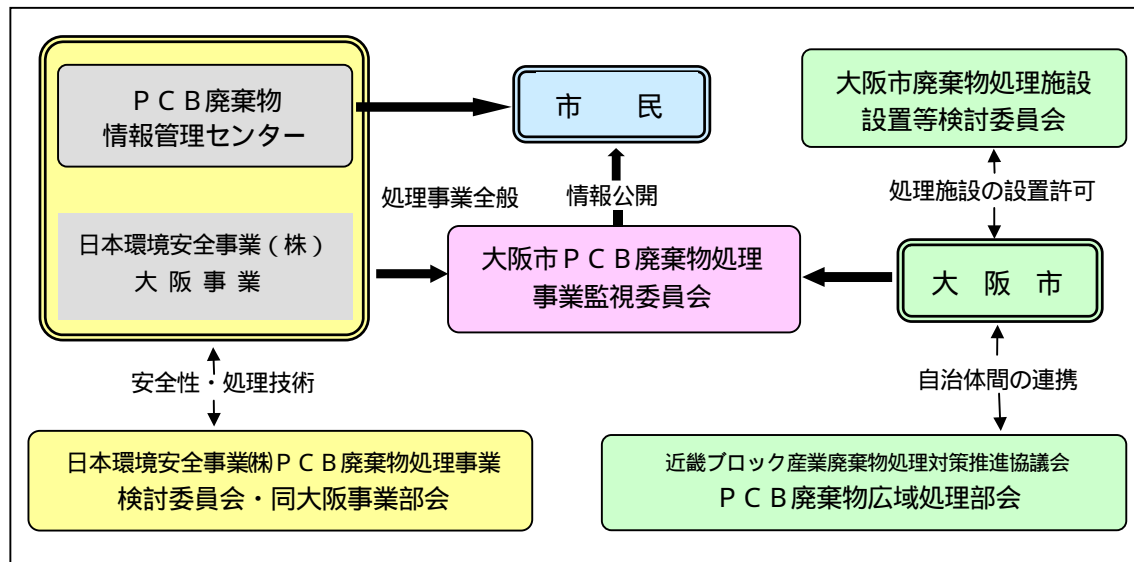 ＰＣＢ廃棄物
情報管理センター
市　民
大阪市廃棄物処理施設
設置等検討委員会
処理事業全般
情報公開
処理施設の設置許可
日本環境安全事業（株）
大 阪 事 業
大阪市ＰＣＢ廃棄物処理
事業監視委員会
大 阪 市
安全性・処理技術
自治体間の連携
日本環境安全事業㈱ＰＣＢ廃棄物処理事業
検討委員会・同大阪事業部会
近畿ブロック産業廃棄物処理対策推進協議会
ＰＣＢ廃棄物広域処理部会